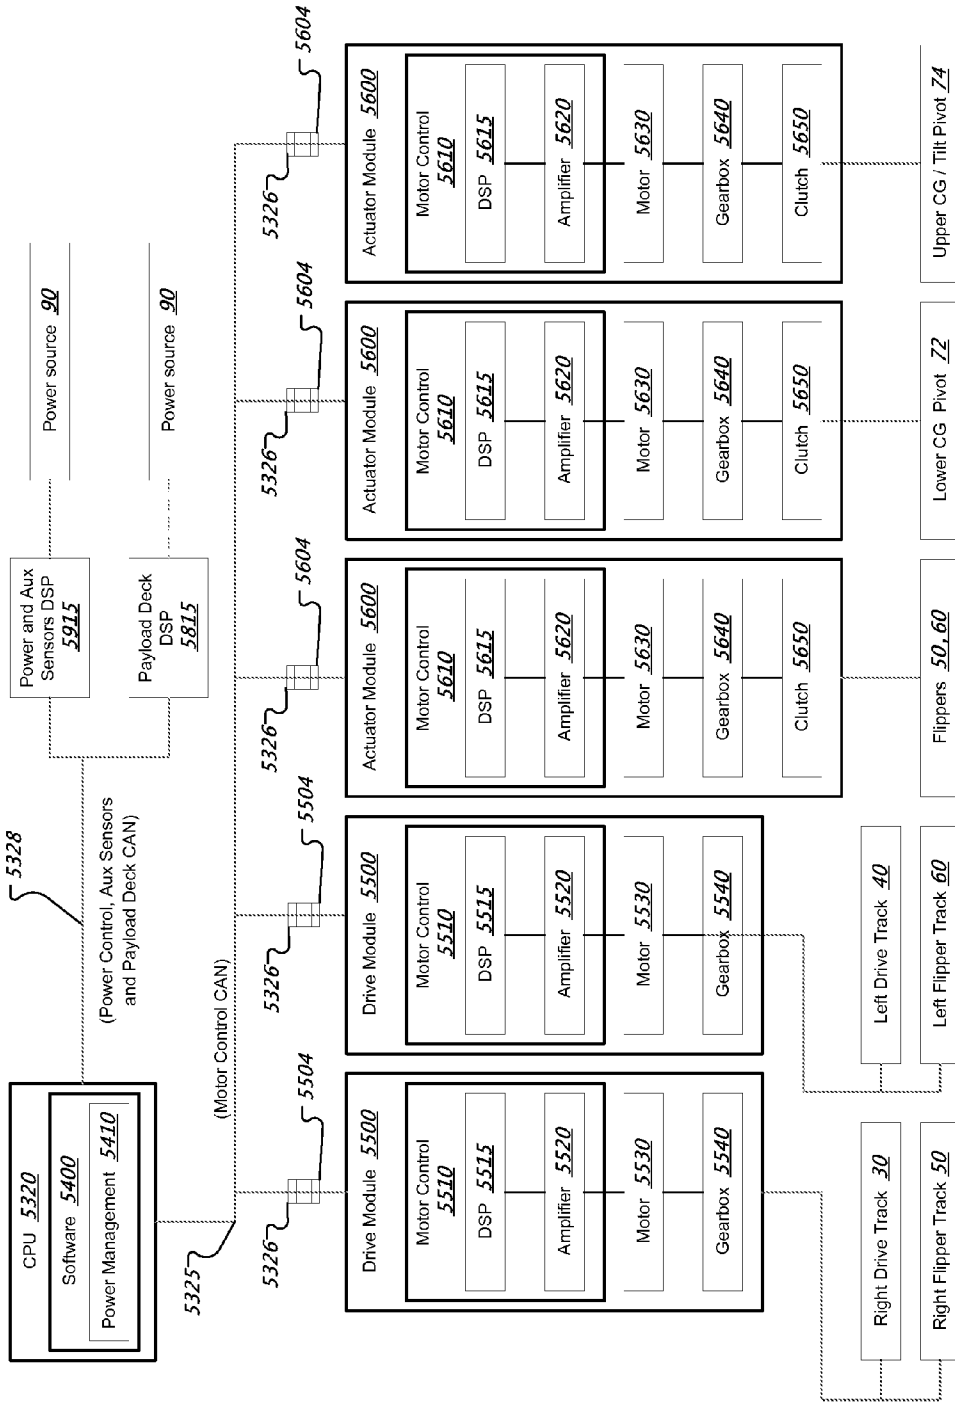 CPU 5320
Software 5400
Power Management 5410
5328
(Power Control, Aux Sensors
and Payload Deck CAN)
Power and Aux
Sensors DSP
5915
Power source 90
Payload Deck
DSP
5815
Power source 90
5325
(Motor Control CAN)
5326
5504
5326
5504
5326
5604
5326
5604
5326
5604
Drive Module 5500
Motor Control
5510
DSP 5515
Amplifier 5520
Motor 5530
Gearbox 5540
Right Drive Track 30
Right Flipper Track 50
Drive Module 5500
Motor Control
5510
DSP 5515
Amplifier 5520
Motor 5530
Gearbox 5540
Left Drive Track 40
Left Flipper Track 60
Actuator Module 5600
Motor Control
5610
DSP 5615
Amplifier 5620
Motor 5630
Gearbox 5640
Clutch 5650
Flippers 50,60
Actuator Module 5600
Motor Control
5610
DSP 5615
Amplifier 5620
Motor 5630
Gearbox 5640
Clutch 5650
Lower CG Pivot 72
Actuator Module 5600
Motor Control
5610
DSP 5615
Amplifier 5620
Motor 5630
Gearbox 5640
Clutch 5650
Upper CG / Tilt Pivot 74